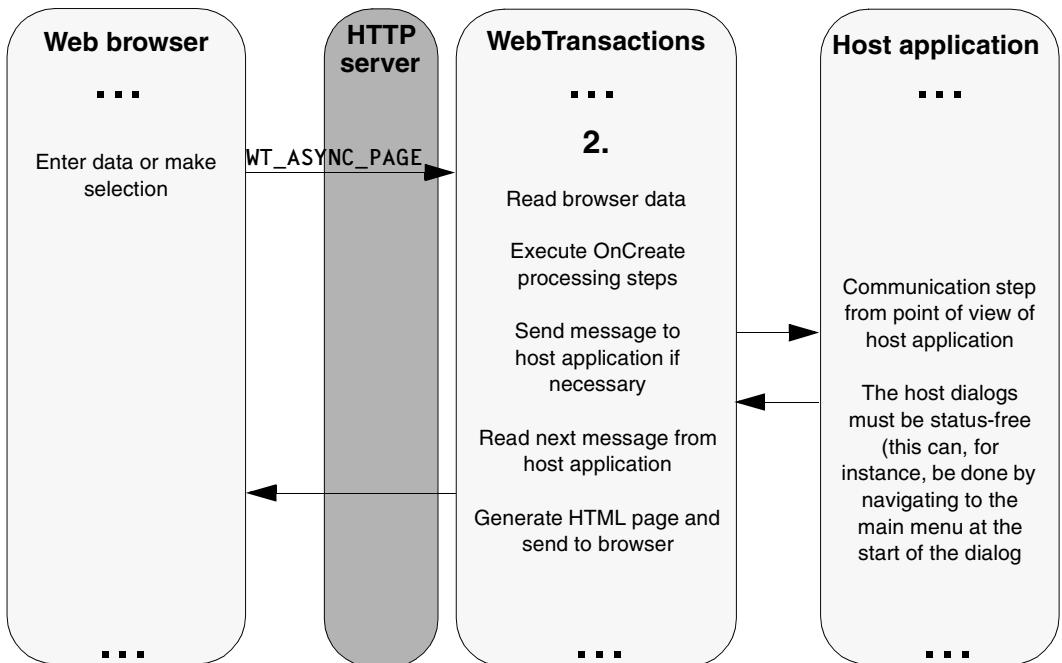 Web browser
HTTP
server
WebTransactions
Host application
...
...
...
2.
Enter data or make
selection
WT_ASYNC_PAGE
Read browser data
Execute OnCreate
processing steps
Send message to
host application if
necessary
Read next message from
host application
Generate HTML page and
send to browser
Communication step
from point of view of
host application
The host dialogs
must be status-free
(this can, for
instance, be done by
navigating to the
main menu at the
start of the dialog
...
...
...